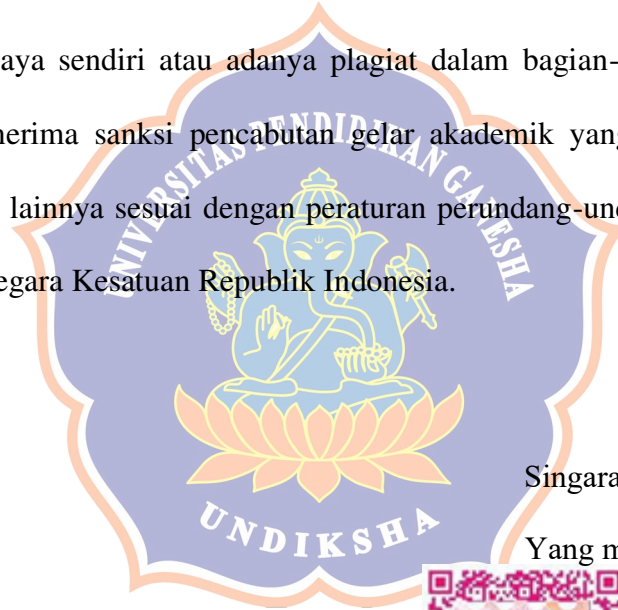 aya sendiri atau adanya plagiat dalam bagian-
nerima sanksi pencabutan gelar akademik yang
lainnya sesuai dengan peraturan perundang-und
egara Kesatuan Republik Indonesia.
UNIVERSITAS PENDIDIKAN GANESHA
UNDIKSHA
Singara
Yang m